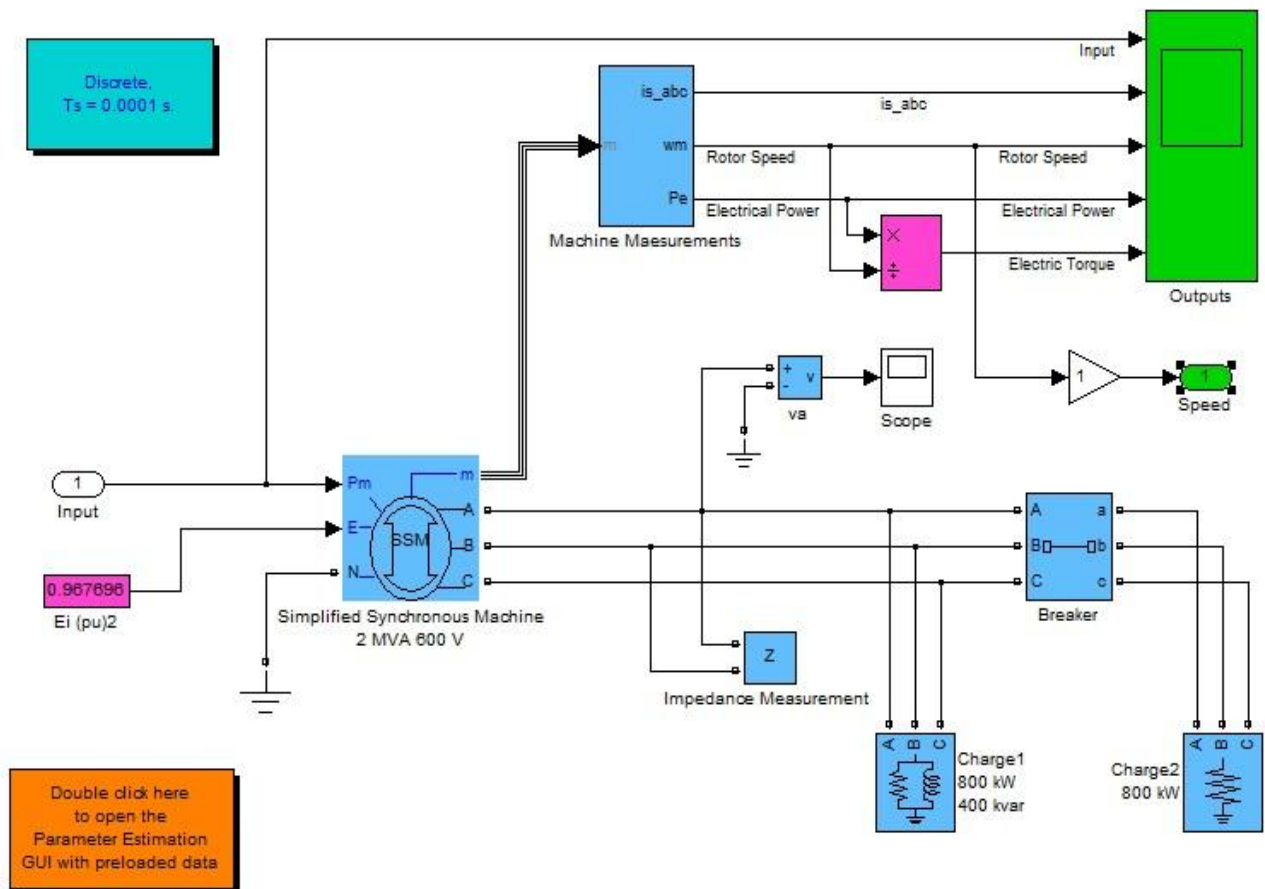 Discrete,
Ts = 0.0001 s.
Input
is_abc
is_abc
m
wm
Rotor Speed
Rotor Speed
Pe
Electrical Power
Electrical Power
Machine Maesurements
×
÷
Electric Torque
Outputs
+
-
v
va
Scope
1
1
Speed
1
Input
Pm
E
N
SSM
m
A
B
C
Simplified Synchronous Machine
2 MVA 600 V
0.967696
Ei (pu)2
A
B
C
a
b
c
Breaker
Z
Impedance Measurement
A B C
Charge1
800 kW
400 kvar
A B C
Charge2
800 kW
Double click here
to open the
Parameter Estimation
GUI with preloaded data